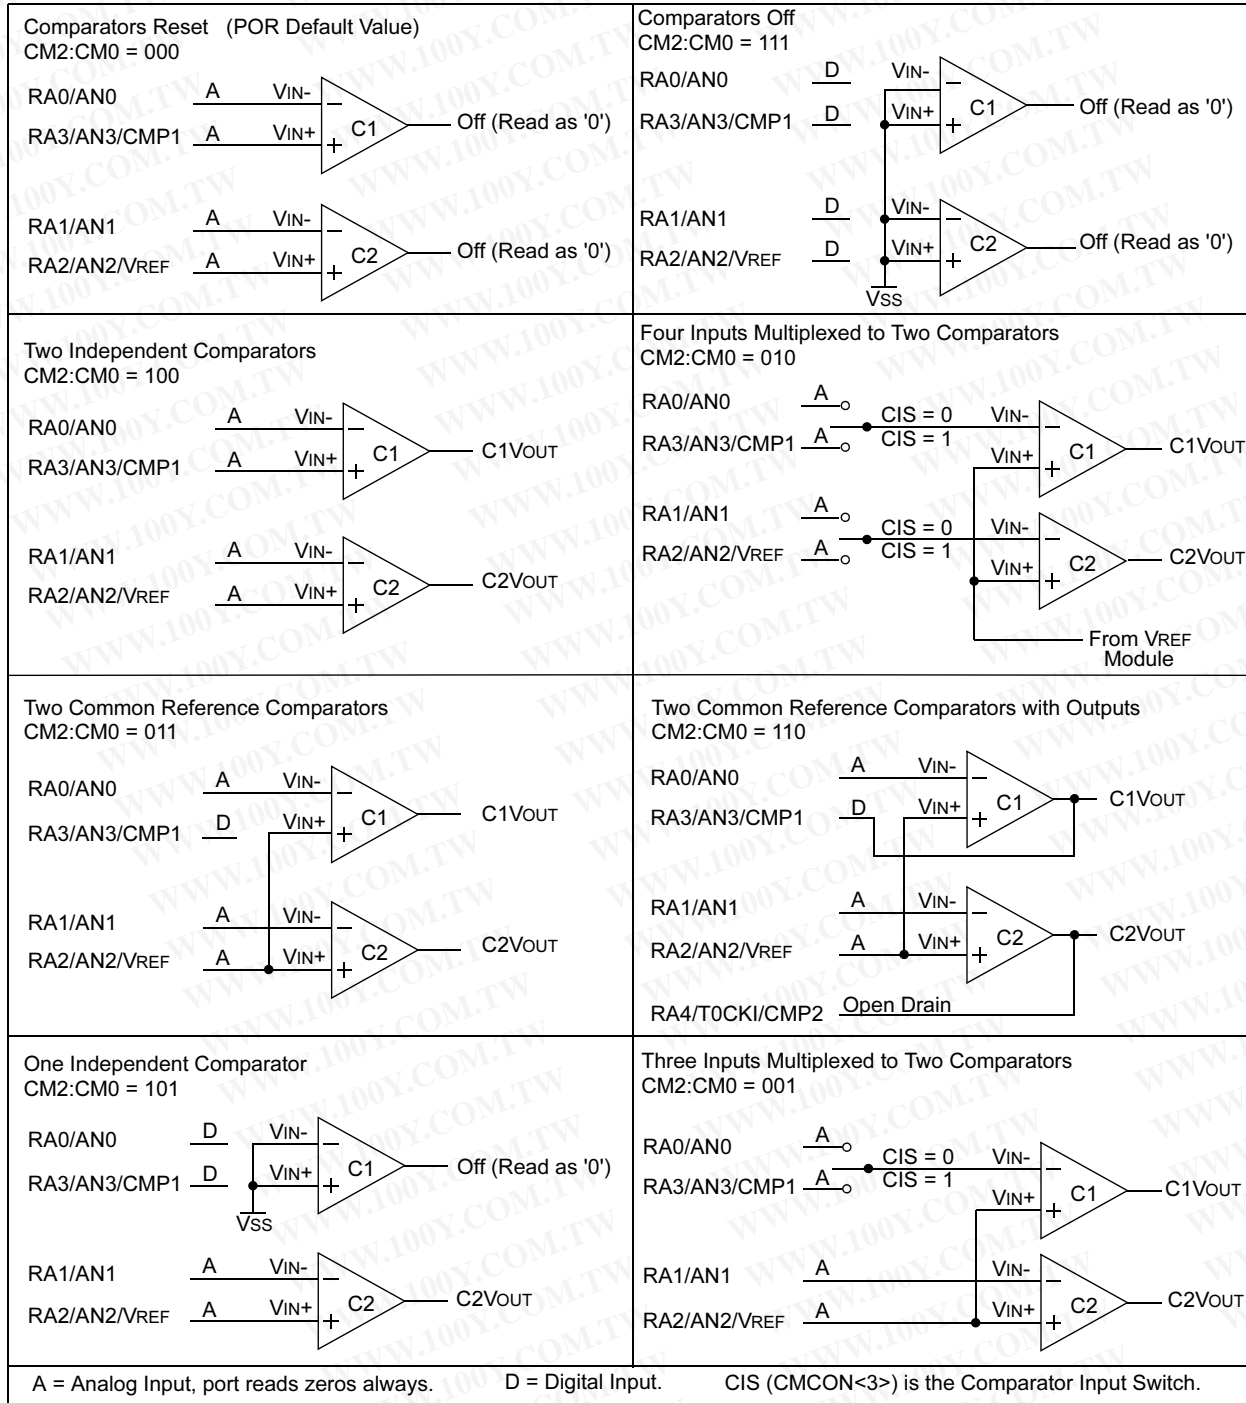 Comparators Reset (POR Default Value)
CM2:CM0 = 000
RA0/AN0 A VIN-
RA3/AN3/CMP1 A VIN+
C1 Off (Read as '0')
RA1/AN1 A VIN-
RA2/AN2/VREF A VIN+
C2 Off (Read as '0')
Comparators Off
CM2:CM0 = 111
RA0/AN0 D VIN-
RA3/AN3/CMP1 D VIN+
C1 Off (Read as '0')
RA1/AN1 D VIN-
RA2/AN2/VREF D VIN+
C2 Off (Read as '0')
VSS
Two Independent Comparators
CM2:CM0 = 100
RA0/AN0 A VIN-
RA3/AN3/CMP1 A VIN+
C1 C1VOUT
RA1/AN1 A VIN-
RA2/AN2/VREF A VIN+
C2 C2VOUT
Four Inputs Multiplexed to Two Comparators
CM2:CM0 = 010
RA0/AN0 A
CIS = 0 VIN-
RA3/AN3/CMP1 A CIS = 1
VIN+ C1 C1VOUT
RA1/AN1 A
CIS = 0 VIN-
RA2/AN2/VREF A CIS = 1
VIN+ C2 C2VOUT
From VREF
Module
Two Common Reference Comparators
CM2:CM0 = 011
RA0/AN0 A VIN-
RA3/AN3/CMP1 D VIN+
C1 C1VOUT
RA1/AN1 A VIN-
RA2/AN2/VREF A VIN+
C2 C2VOUT
Two Common Reference Comparators with Outputs
CM2:CM0 = 110
RA0/AN0 A VIN-
RA3/AN3/CMP1 D VIN+
C1 C1VOUT
RA1/AN1 A VIN-
RA2/AN2/VREF A VIN+
C2 C2VOUT
RA4/T0CKI/CMP2 Open Drain
One Independent Comparator
CM2:CM0 = 101
RA0/AN0 D VIN-
RA3/AN3/CMP1 D VIN+
C1 Off (Read as '0')
VSS
RA1/AN1 A VIN-
RA2/AN2/VREF A VIN+
C2 C2VOUT
Three Inputs Multiplexed to Two Comparators
CM2:CM0 = 001
RA0/AN0 A
CIS = 0 VIN-
RA3/AN3/CMP1 A CIS = 1
VIN+ C1 C1VOUT
RA1/AN1 A VIN-
RA2/AN2/VREF A VIN+
C2 C2VOUT
A = Analog Input, port reads zeros always. D = Digital Input. CIS (CMCON<3>) is the Comparator Input Switch.
WWW.100Y.COM.TW